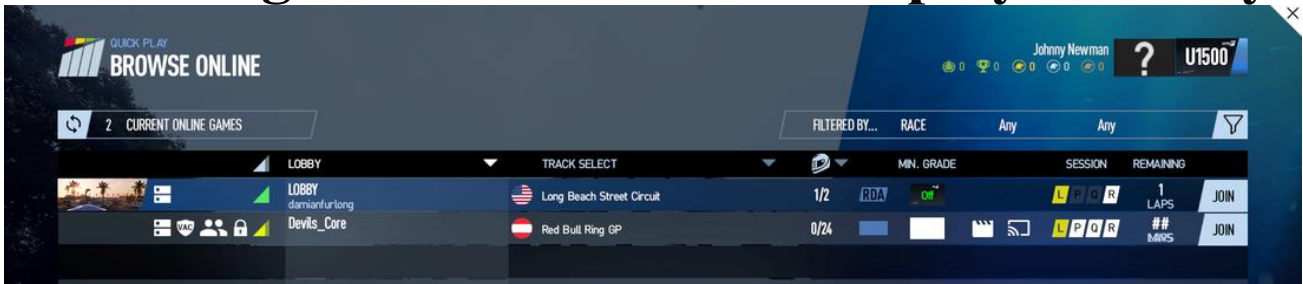 QUICK PLAY
BROWSE ONLINE
Johnny Newman
0 0 0 0 0
? U1500
2 CURRENT ONLINE GAMES
FILTERED BY... RACE Any Any
LOBBY TRACK SELECT MIN. GRADE SESSION REMAINING
LOBBY Long Beach Street Circuit 1/2 RDA Off L P Q R 1 LAPS JOIN
damianfurlong
VAC Devils_Core Red Bull Ring GP 0/24 L P Q R ## JOIN